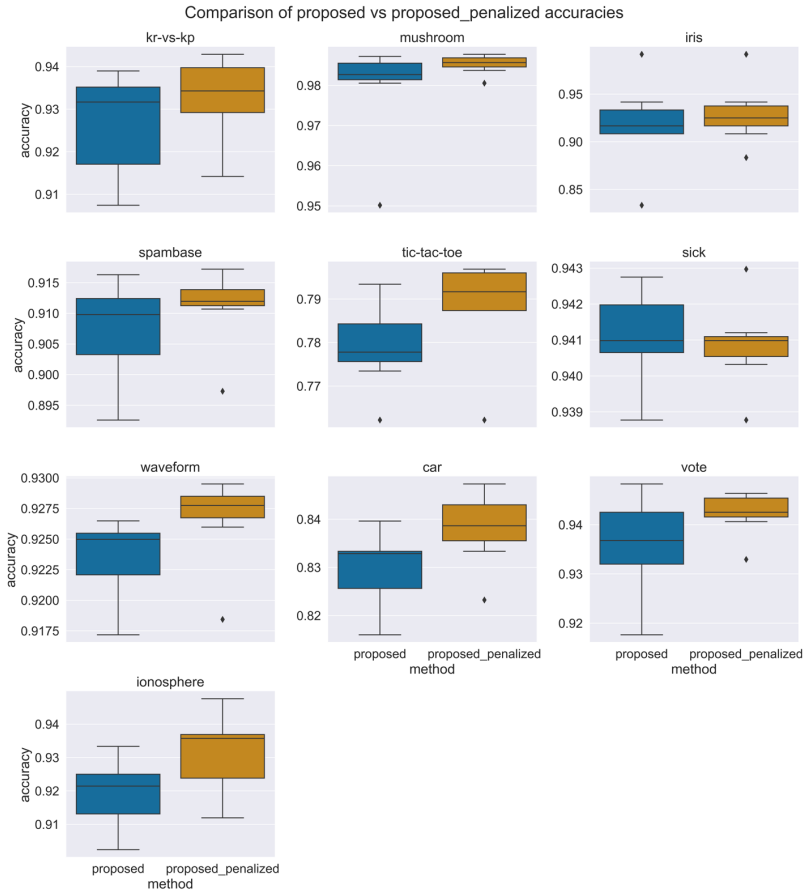 Comparison of proposed vs proposed_penalized accuracies
kr-vs-kp
mushroom
iris
0.94
0.93
0.92
0.91
accuracy
0.98
0.97
0.96
0.95
0.95
0.90
0.85
spambase
tic-tac-toe
sick
0.915
0.910
0.905
0.900
0.895
accuracy
0.79
0.78
0.77
0.943
0.942
0.941
0.940
0.939
waveform
car
vote
0.9300
0.9275
0.9250
0.9225
0.9200
0.9175
accuracy
0.84
0.83
0.82
proposed proposed_penalized
method
0.94
0.93
0.92
proposed proposed_penalized
method
ionosphere
0.94
0.93
0.92
0.91
accuracy
proposed proposed_penalized
method